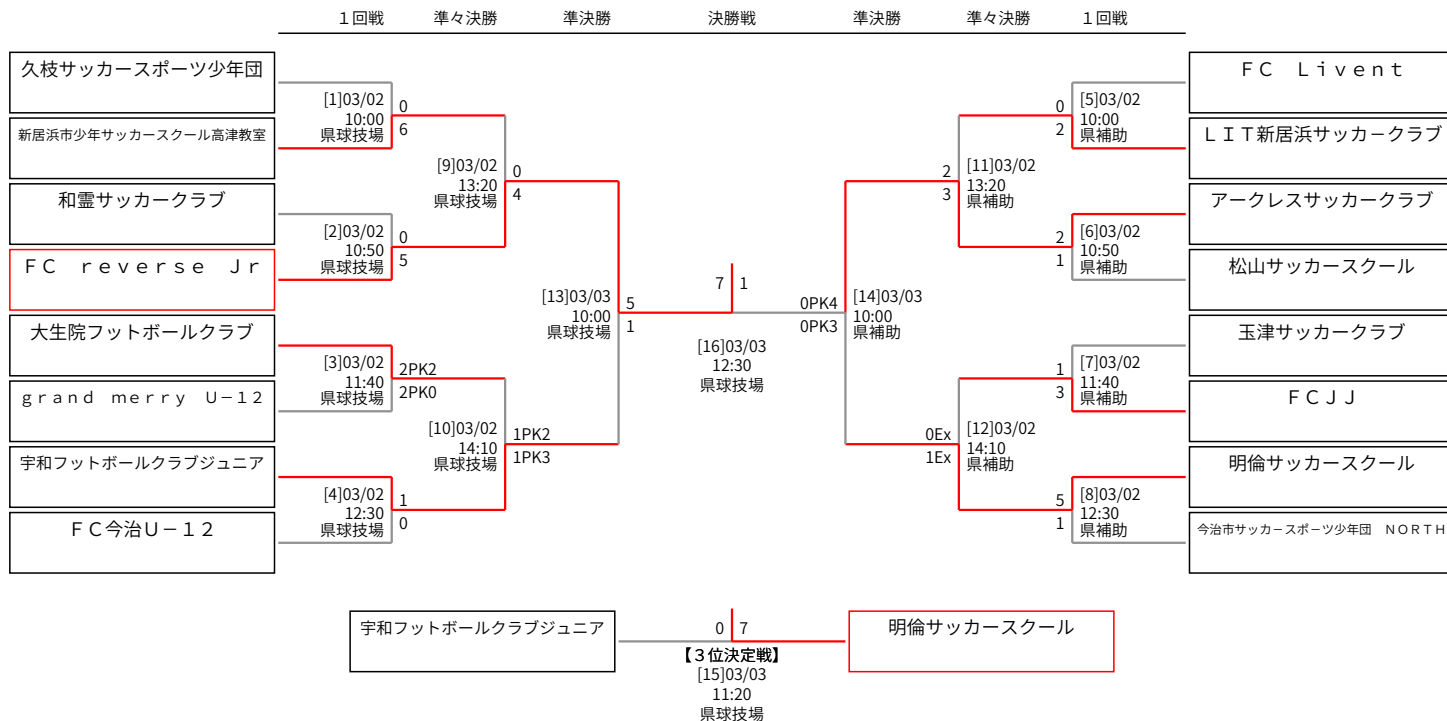 １回戦
準々決勝
準決勝
決勝戦
準決勝
準々決勝
１回戦
久枝サッカースポーツ少年団
新居浜市少年サッカースクール高津教室
和霊サッカークラブ
ＦＣ　ｒｅｖｅｒｓｅ　Ｊｒ
大生院フットボールクラブ
ｇｒａｎｄ　ｍｅｒｒｙ　Ｕ－１２
宇和フットボールクラブジュニア
ＦＣ今治Ｕ－１２
[1]03/02
10:00
県球技場
0
6
[2]03/02
10:50
県球技場
0
5
[3]03/02
11:40
県球技場
2PK2
2PK0
[4]03/02
12:30
県球技場
1
0
[9]03/02
13:20
県球技場
0
4
[10]03/02
14:10
県球技場
1PK2
1PK3
[13]03/03
10:00
県球技場
5
1
7
1
[16]03/03
12:30
県球技場
0PK4
0PK3
[14]03/03
10:00
県補助
2
3
[11]03/02
13:20
県補助
0Ex
1Ex
[12]03/02
14:10
県補助
0
2
[5]03/02
10:00
県補助
2
1
[6]03/02
10:50
県補助
1
3
[7]03/02
11:40
県補助
5
1
[8]03/02
12:30
県補助
ＦＣ　Ｌｉｖｅｎｔ
ＬＩＴ新居浜サッカークラブ
アークレスサッカークラブ
松山サッカースクール
玉津サッカークラブ
ＦＣＪＪ
明倫サッカースクール
今治市サッカースポーツ少年団　ＮＯＲＴＨ
宇和フットボールクラブジュニア
0
7
明倫サッカースクール
【３位決定戦】
[15]03/03
11:20
県球技場